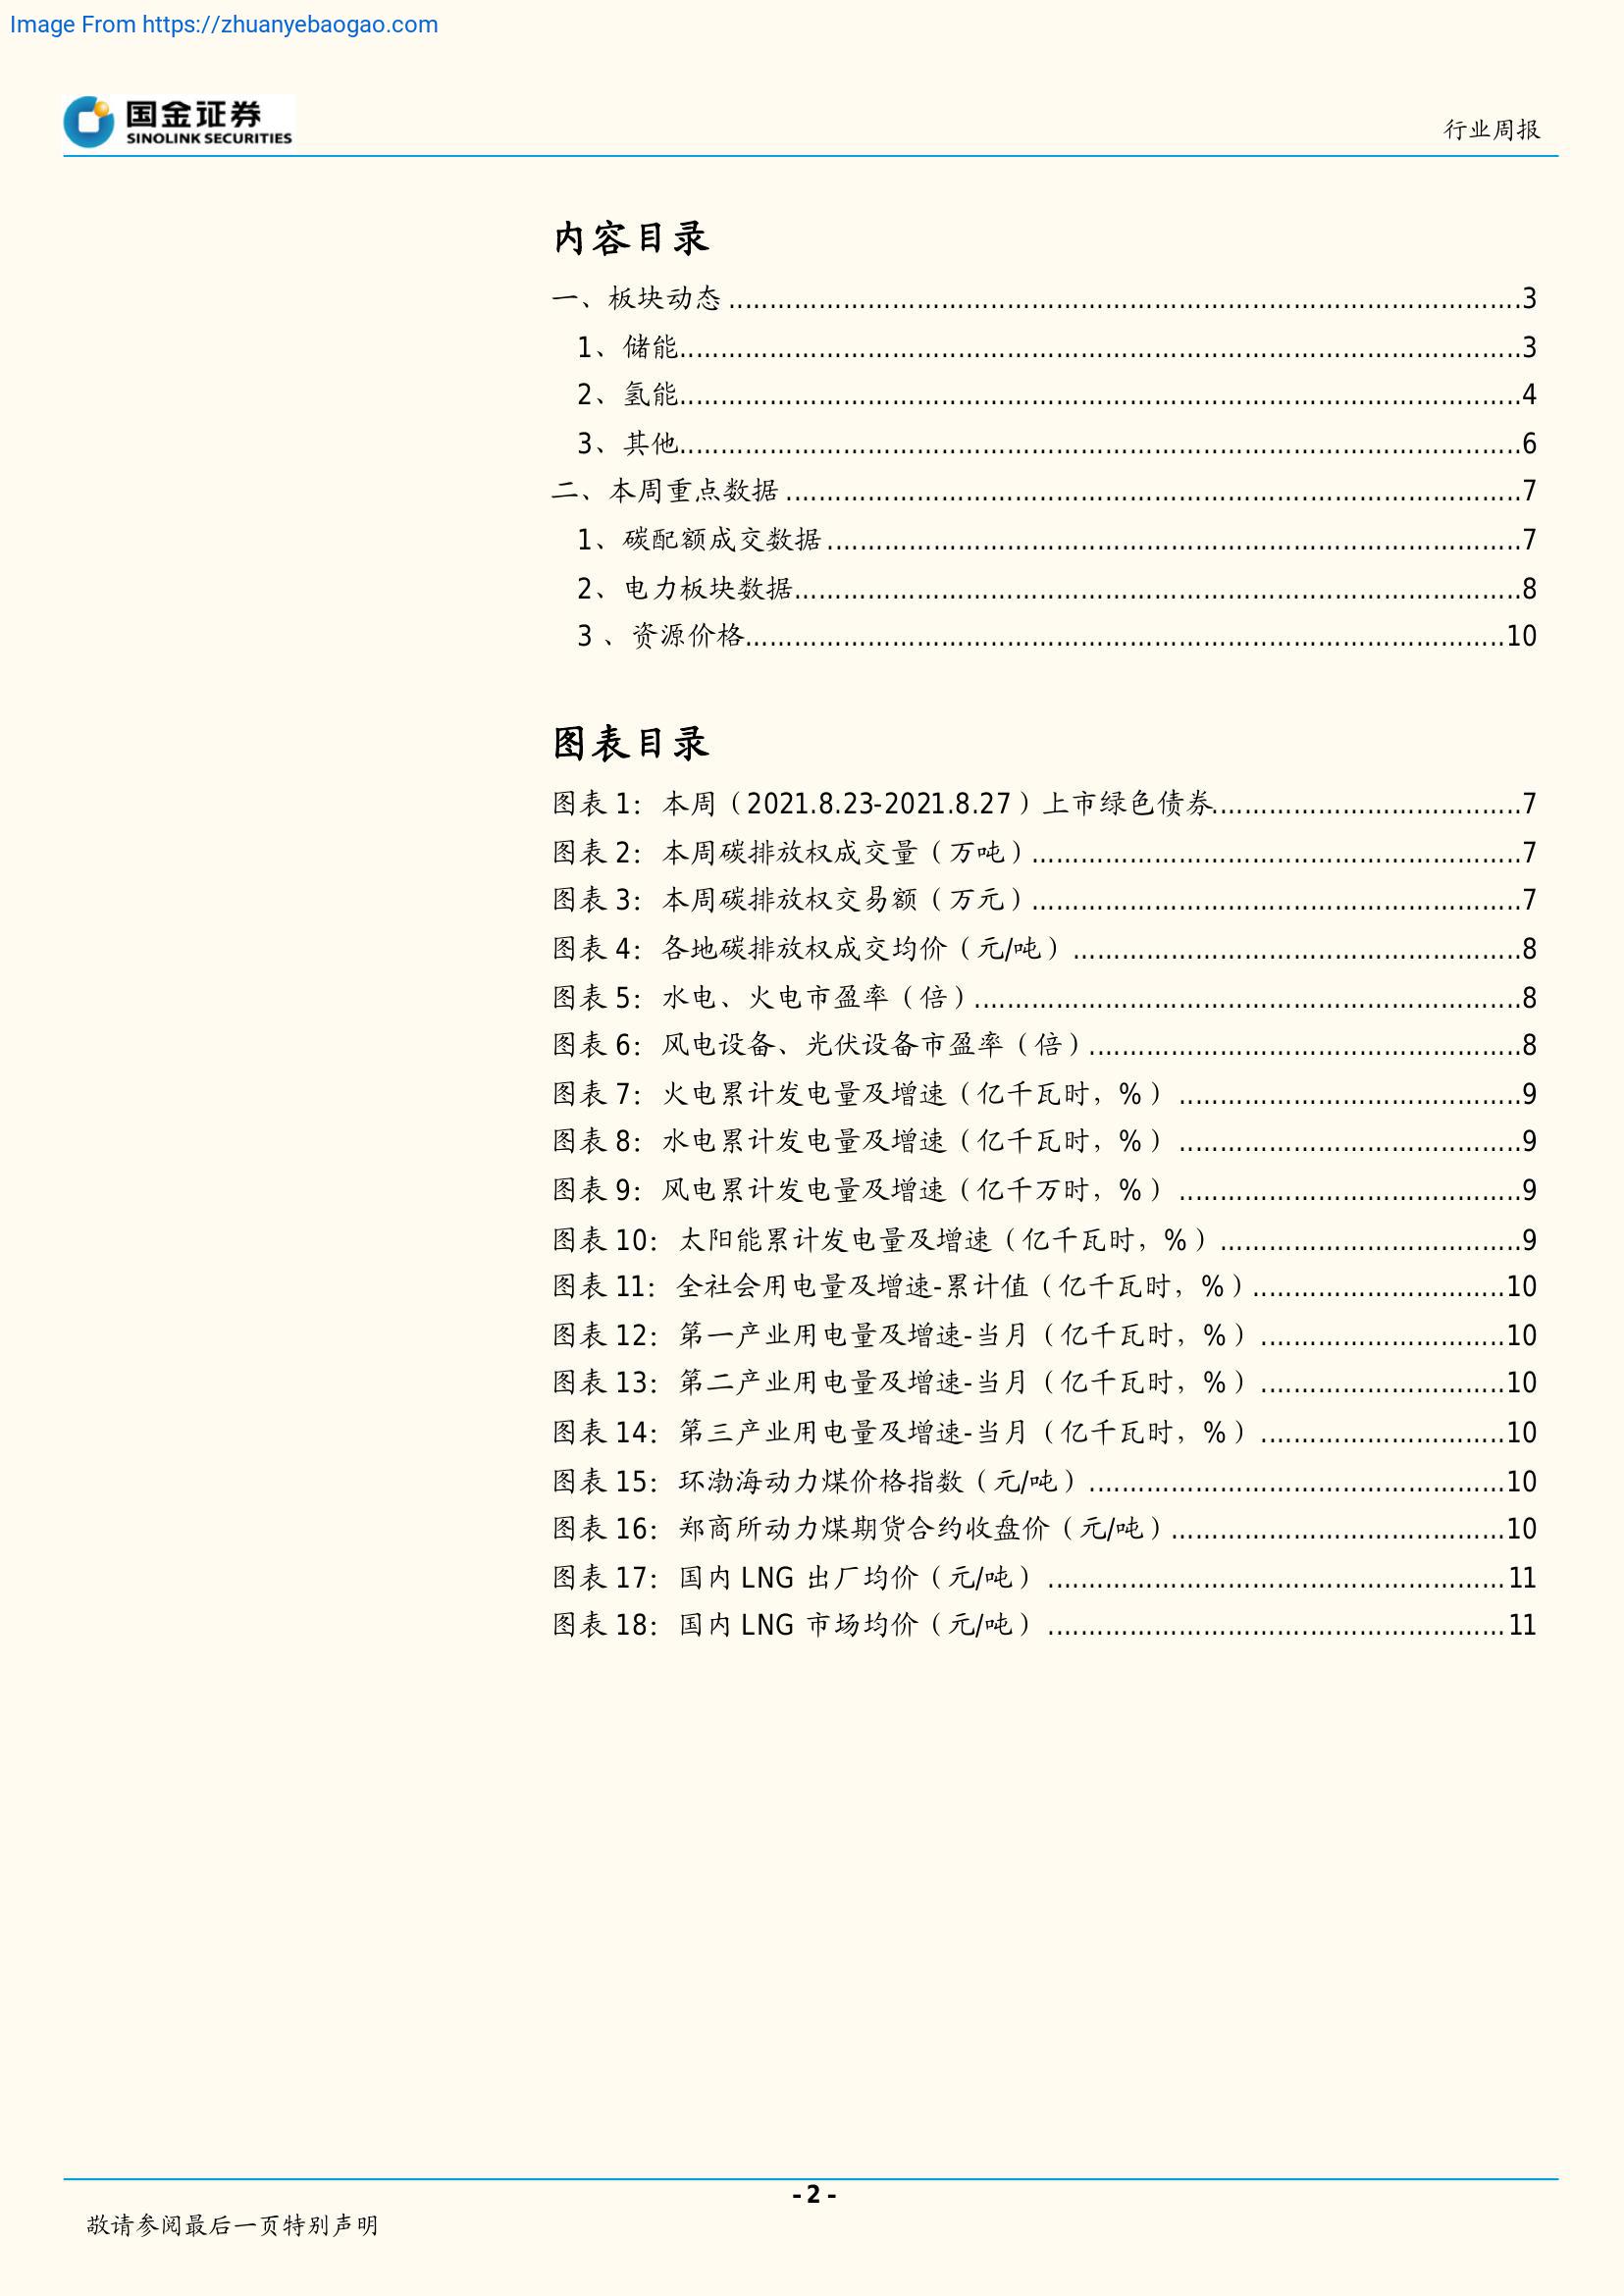 Image From https://zhuanyebaogao.com
国金证券
SINOLINK SECURITIES
行业周报
内容目录
一、板块动态 ........ 3
1、储能 ........ 3
2、氢能 ........ 4
3、其他 ........ 6
二、本周重点数据 ........ 7
1、碳配额成交数据 ........ 7
2、电力板块数据 ........ 8
3 、资源价格 ........ 10
图表目录
图表 1：本周（2021.8.23-2021.8.27）上市绿色债券 ........ 7
图表 2：本周碳排放权成交量（万吨） ........ 7
图表 3：本周碳排放权交易额（万元） ........ 7
图表 4：各地碳排放权成交均价（元/吨） ........ 8
图表 5：水电、火电市盈率（倍） ........ 8
图表 6：风电设备、光伏设备市盈率（倍） ........ 8
图表 7：火电累计发电量及增速（亿千瓦时，%） ........ 9
图表 8：水电累计发电量及增速（亿千瓦时，%） ........ 9
图表 9：风电累计发电量及增速（亿千万时，%） ........ 9
图表 10：太阳能累计发电量及增速（亿千瓦时，%） ........ 9
图表 11：全社会用电量及增速-累计值（亿千瓦时，%） ........ 10
图表 12：第一产业用电量及增速-当月（亿千瓦时，%） ........ 10
图表 13：第二产业用电量及增速-当月（亿千瓦时，%） ........ 10
图表 14：第三产业用电量及增速-当月（亿千瓦时，%） ........ 10
图表 15：环渤海动力煤价格指数（元/吨） ........ 10
图表 16：郑商所动力煤期货合约收盘价（元/吨） ........ 10
图表 17：国内 LNG 出厂均价（元/吨） ........ 11
图表 18：国内 LNG 市场均价（元/吨） ........ 11
- 2 -
敬请参阅最后一页特别声明